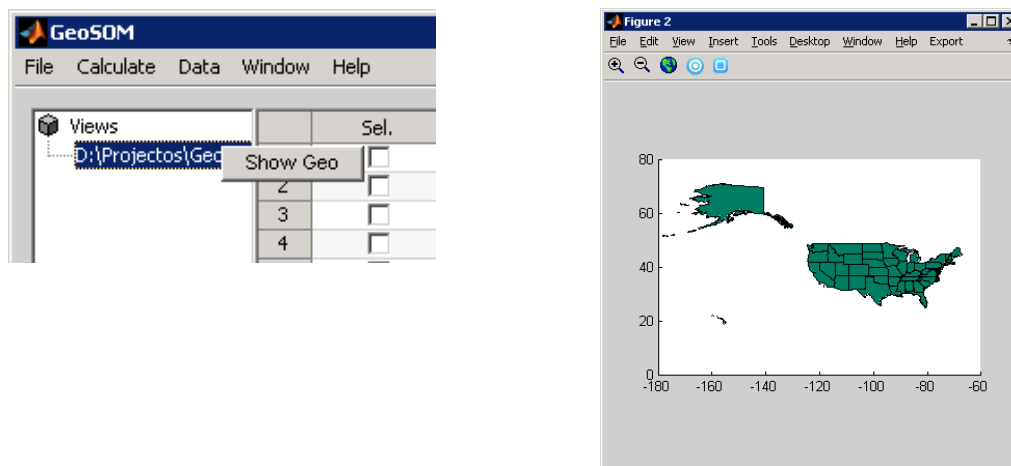 GeoSOM
File Calculate Data Window Help
Views
Sel.
D:\Projectos\Geo
Show Geo
2
3
4
Figure 2
File Edit View Insert Tools Desktop Window Help Export
80
60
40
20
0
-180 -160 -140 -120 -100 -80 -60